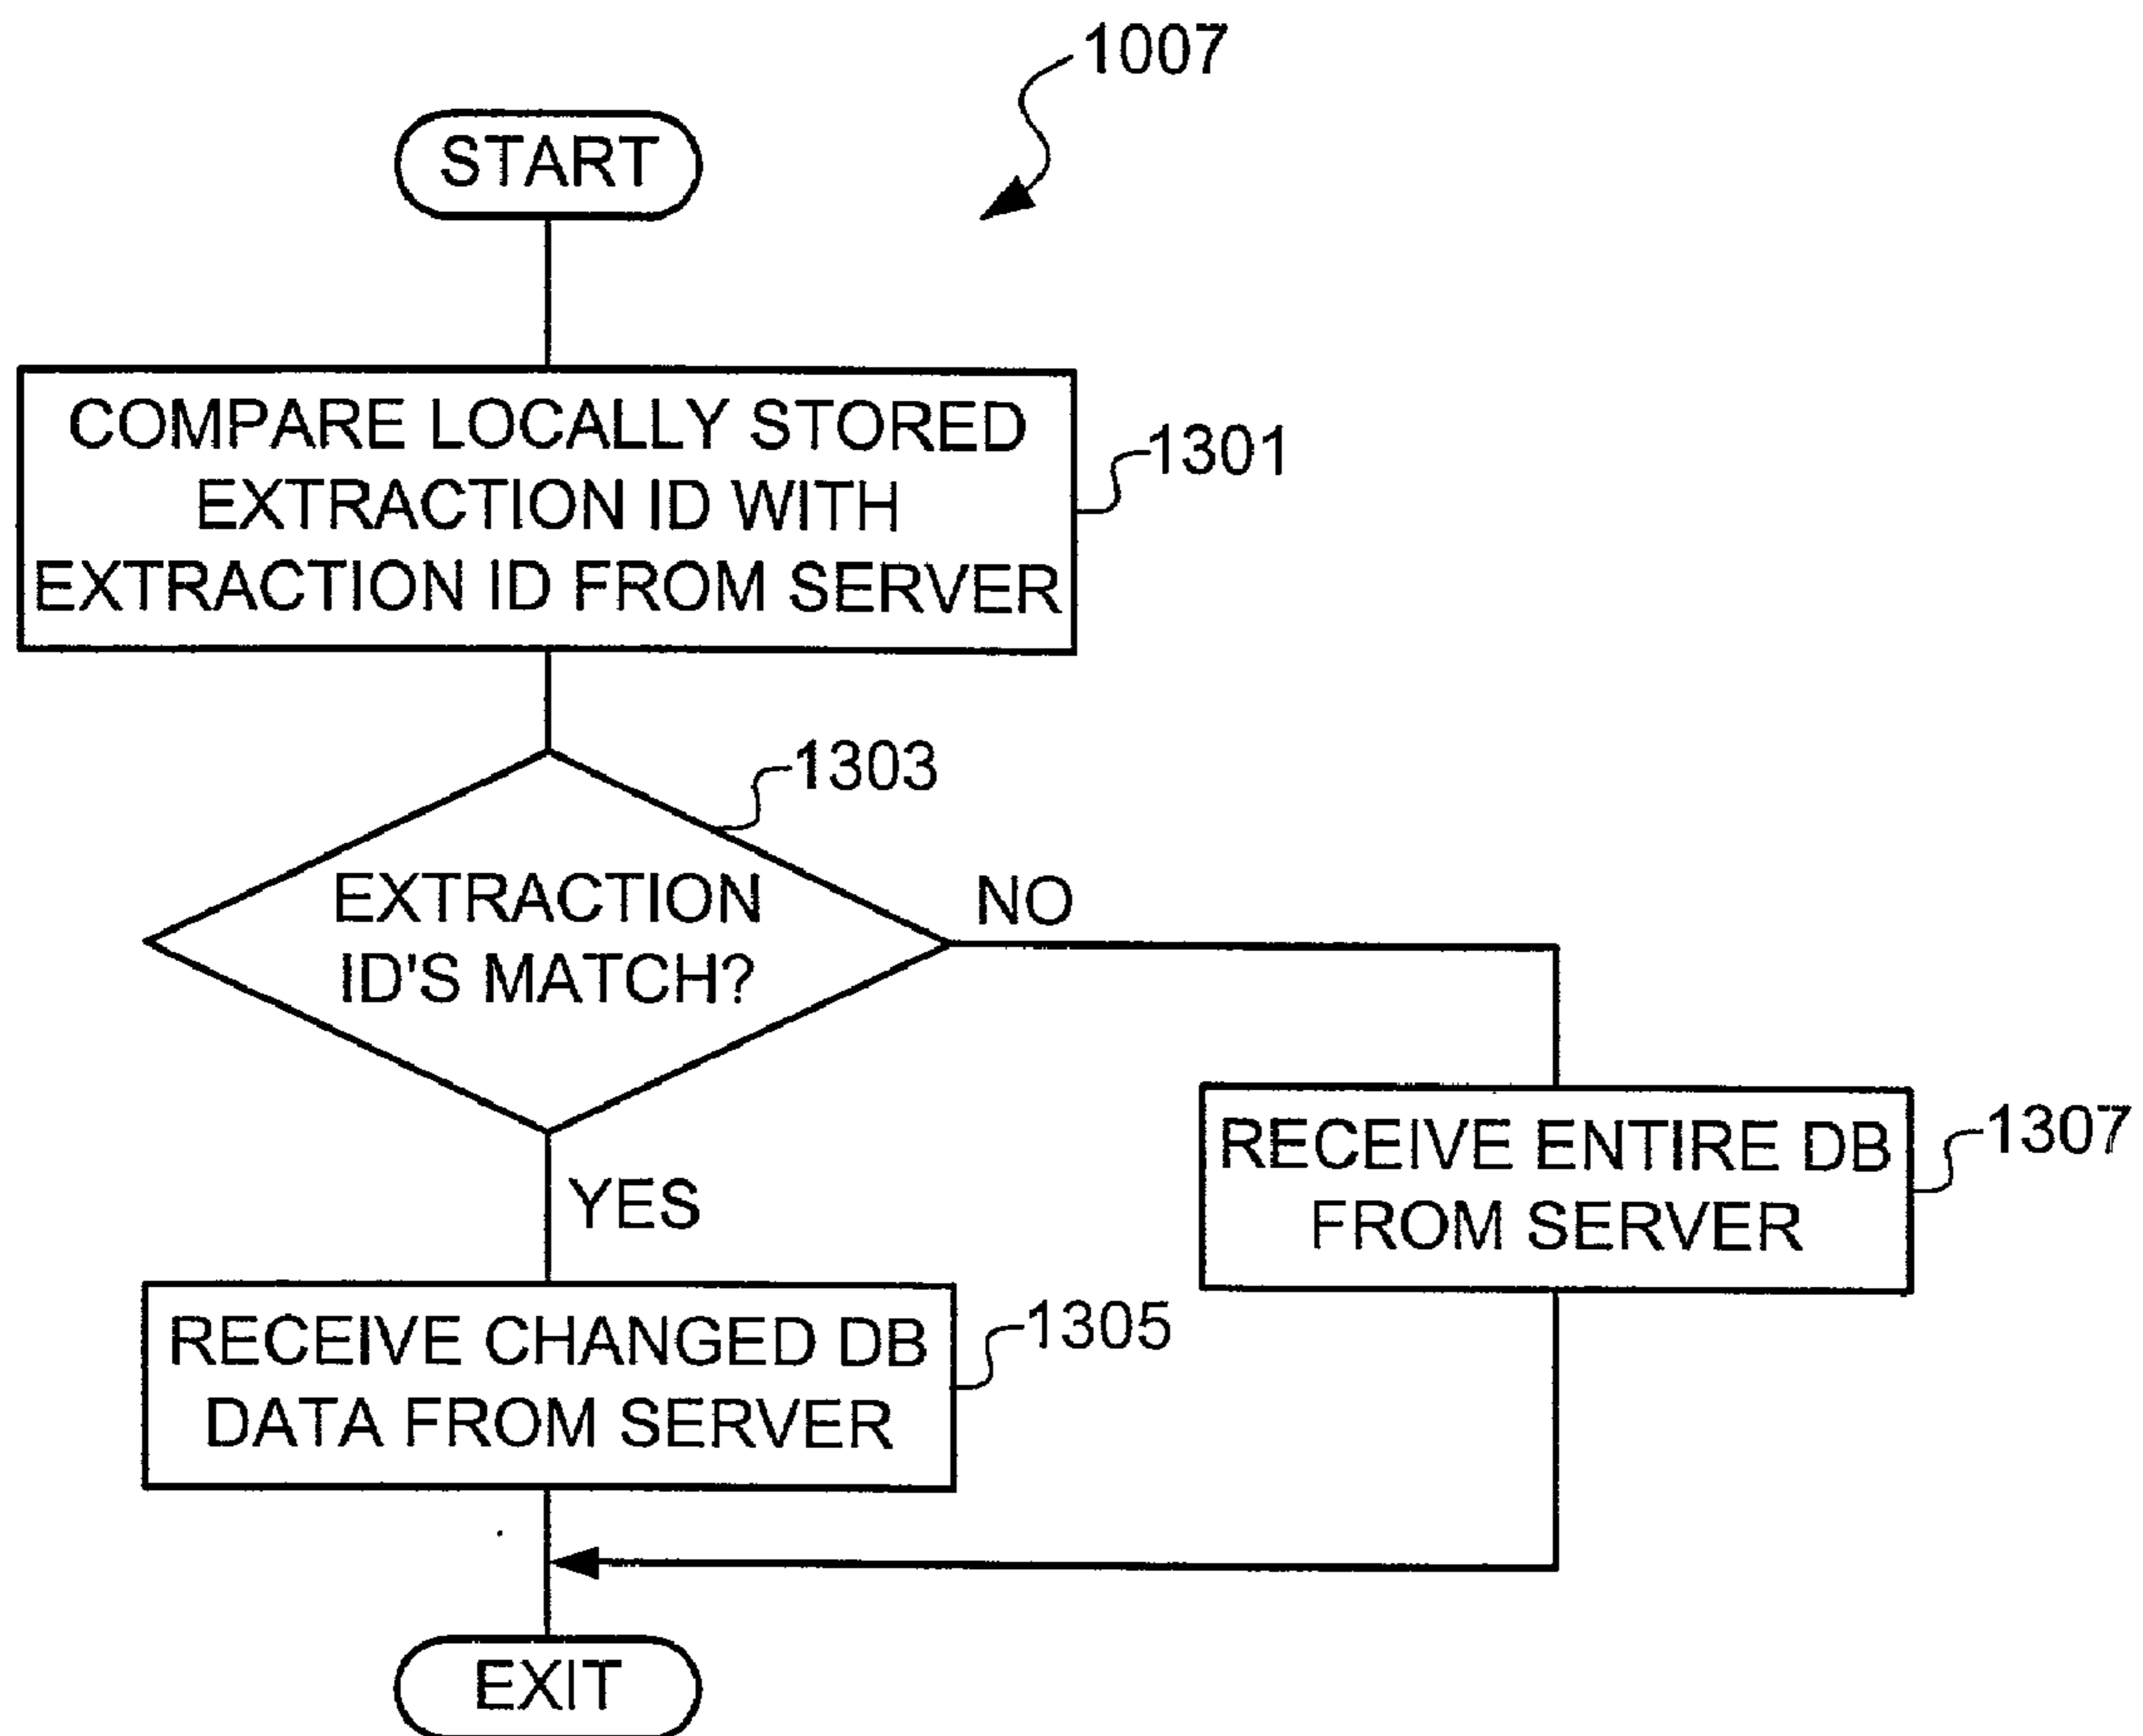 1007
START
COMPARE LOCALLY STORED
EXTRACTION ID WITH
EXTRACTION ID FROM SERVER
1301
1303
EXTRACTION
ID'S MATCH?
NO
YES
RECEIVE ENTIRE DB
FROM SERVER
1307
RECEIVE CHANGED DB
DATA FROM SERVER
1305
EXIT